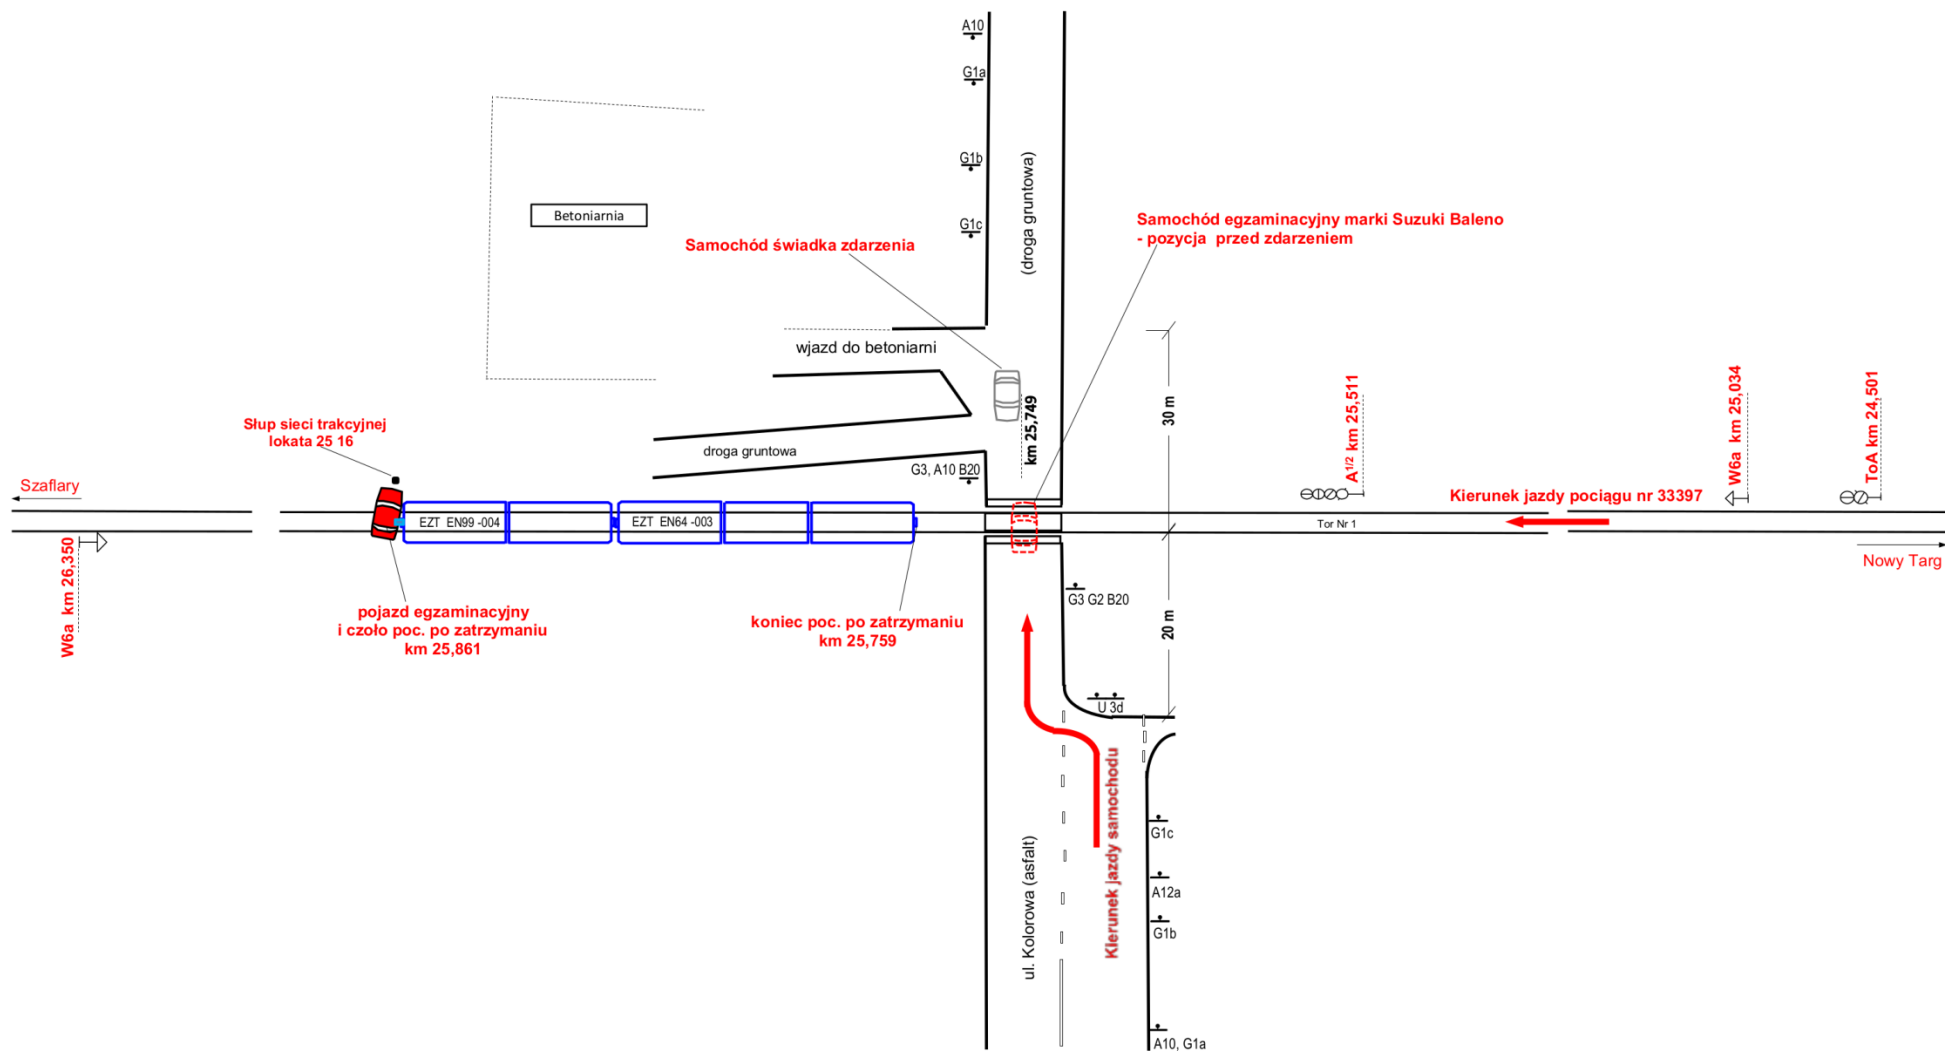 A10
G1a
G1b
G1c
(droga gruntowa)
Betoniarnia
Samochód świadka zdarzenia
Samochód egzaminacyjny marki Suzuki Baleno
- pozycja  przed zdarzeniem
wjazd do betoniarni
droga gruntowa
km 25,749
30 m
A1/2 km 25,511
W6a  km 25,034
ToA km 24,501
Słup sieci trakcyjnej
lokata 25 16
G3, A10 B20
Szaflary
Kierunek jazdy pociągu nr 33397
EZT  EN99 -004
EZT  EN64 -003
Tor Nr 1
Nowy Targ
W6a  km 26,350
pojazd egzaminacyjny
i czoło poc. po zatrzymaniu
km 25,861
koniec poc. po zatrzymaniu
km 25,759
G3 G2 B20
20 m
U 3d
Kierunek jazdy samochodu
ul. Kolorowa (asfalt)
G1c
A12a
G1b
A10, G1a